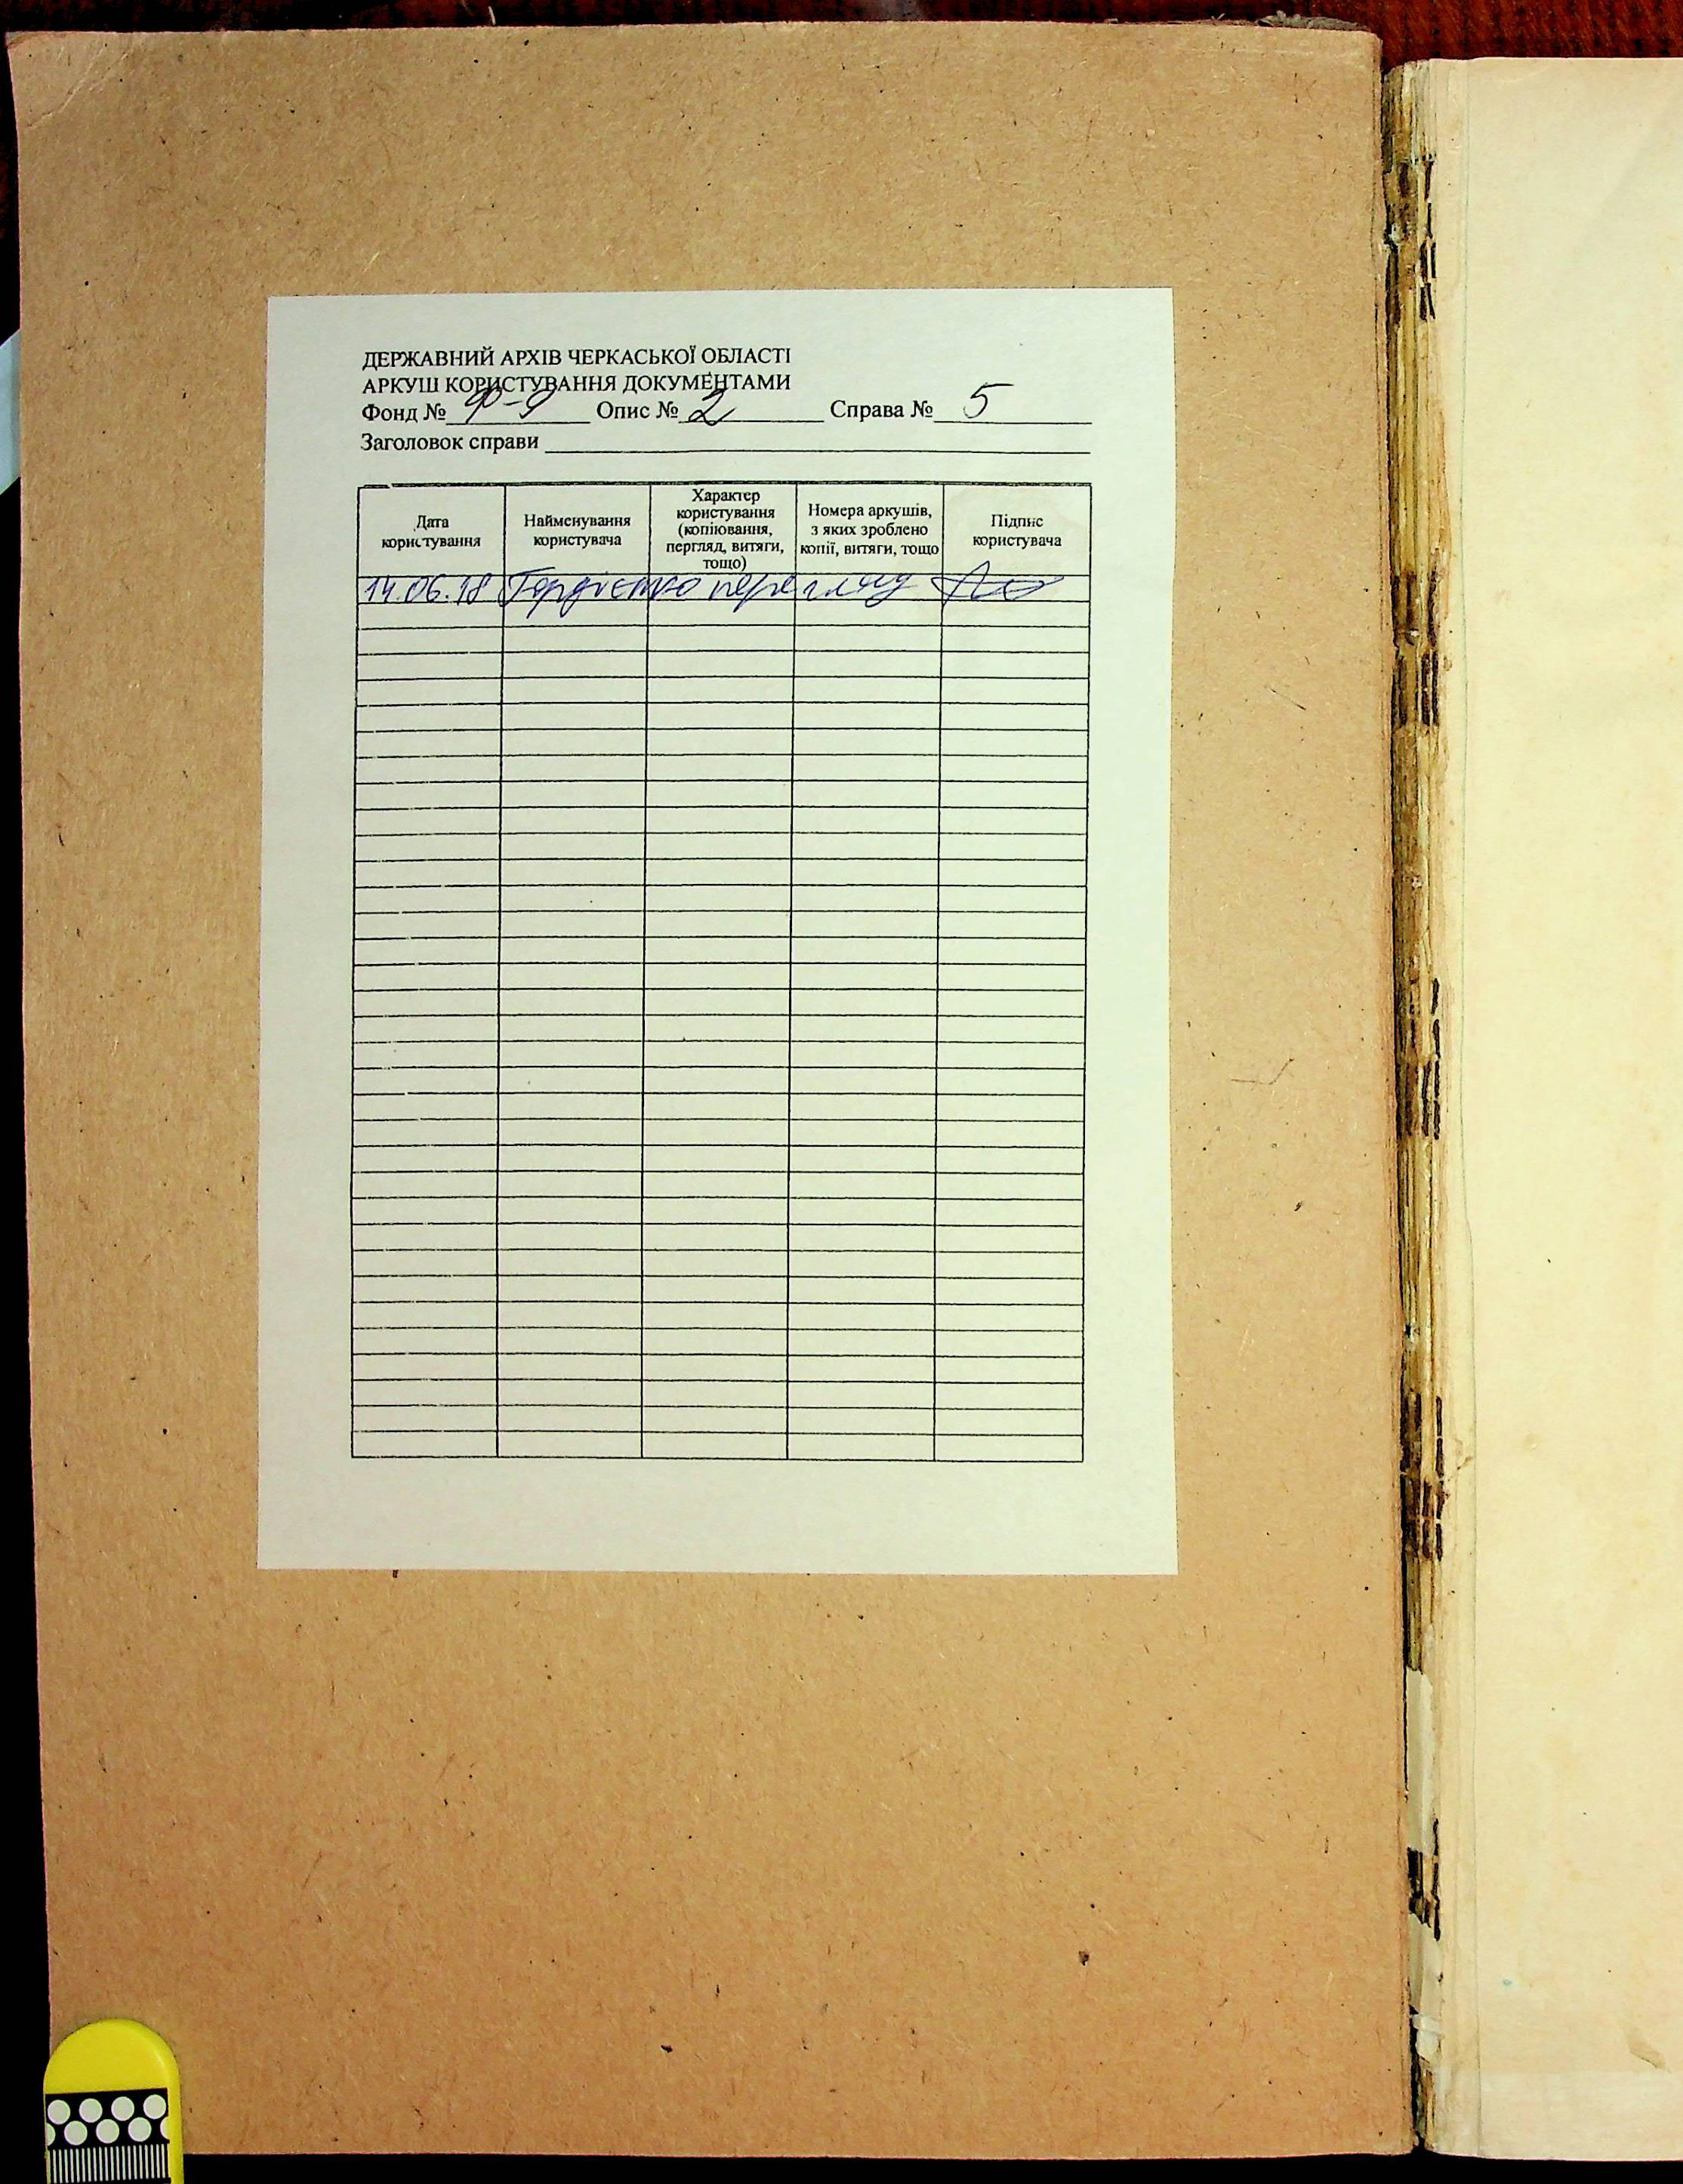 ДЕРЖАВНИЙ АРХІВ ЧЕРКАСЬКОЇ ОБЛАСТІ
АРКУШ КОРИСТУВАННЯ ДОКУМЕНТАМИ
Фонд № Опис № 2 Справа № 5
Заголовок справи
Дата користування
Найменування користувача
Характер користування (копіювання, пергляд, витяги, тощо)
Номера аркушів, з яких зроблено копії, витяги, тощо
Підпис користувача
14.06.18 Гордієнко перегляд